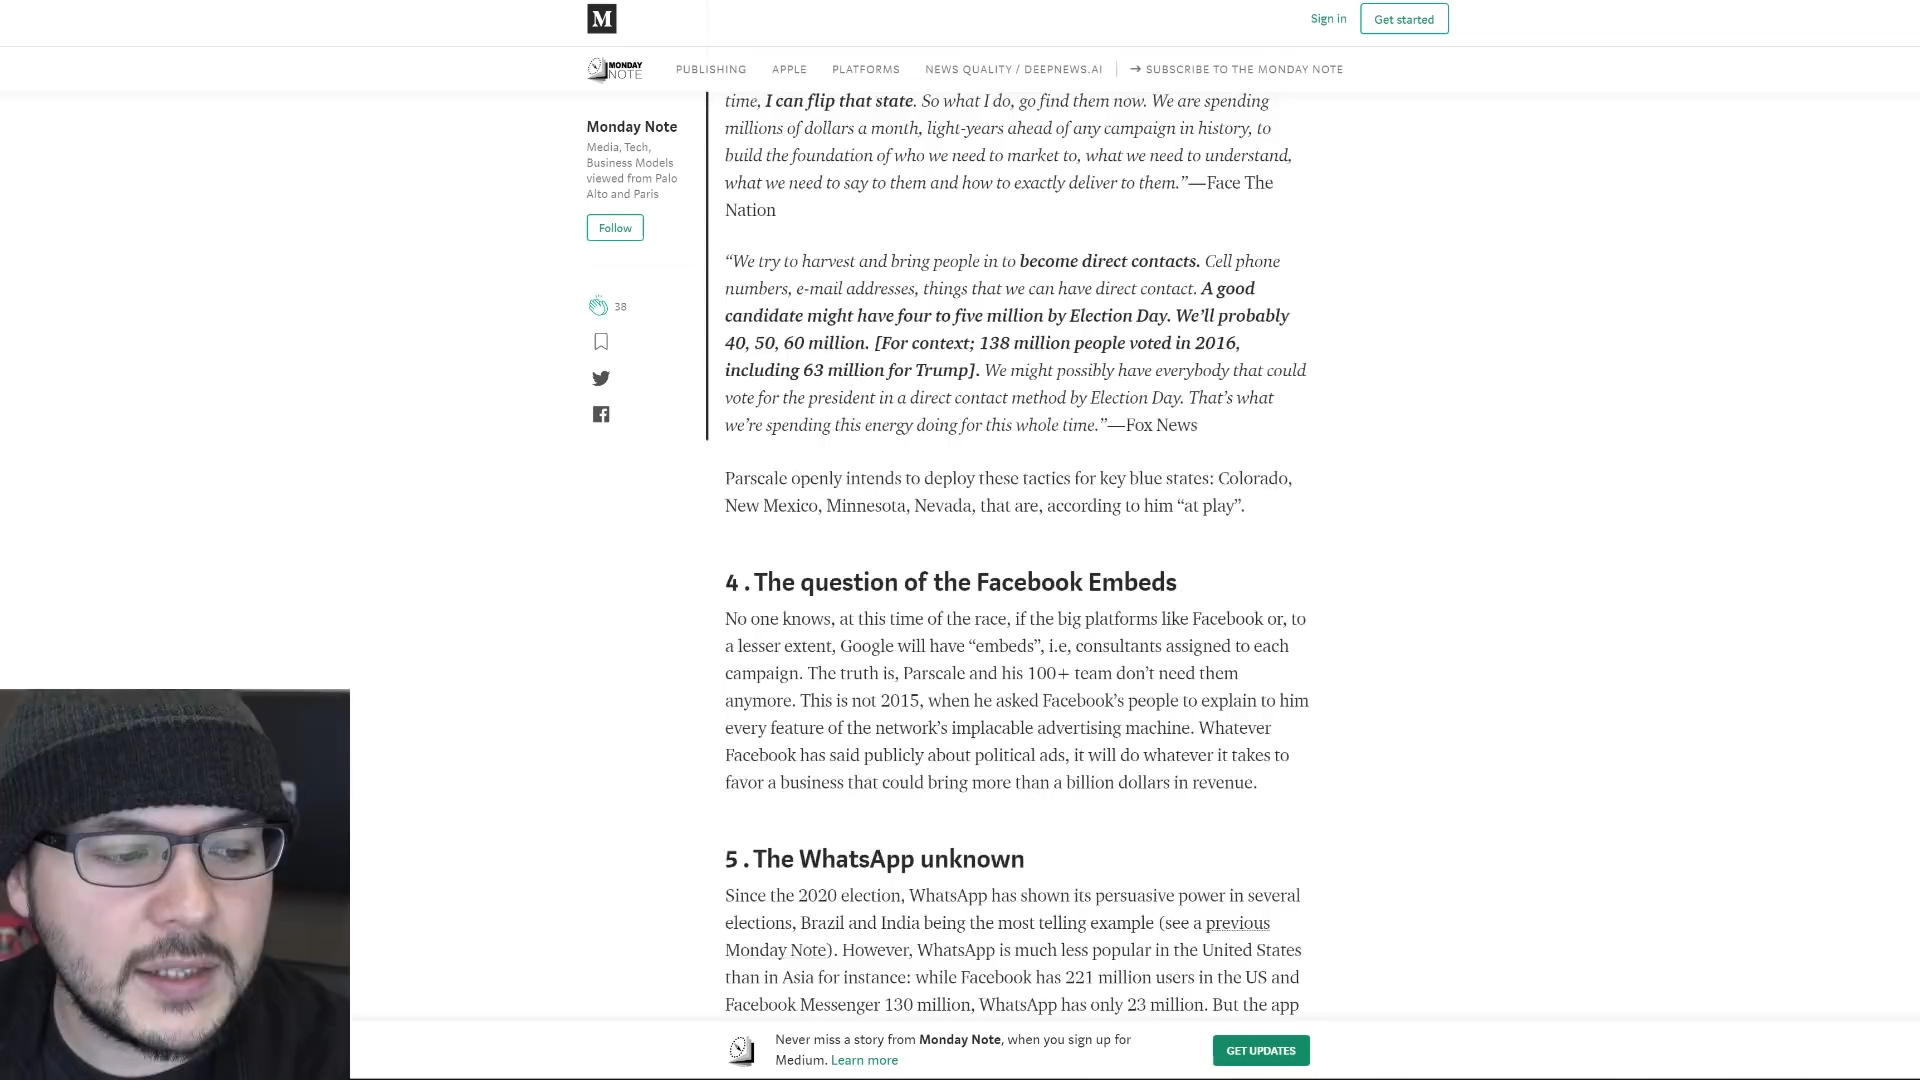 M
Sign in
Get started
MONDAY
NOTE
PUBLISHING
APPLE
PLATFORMS
NEWS QUALITY / DEEPNEWS.AI
→ SUBSCRIBE TO THE MONDAY NOTE
Monday Note
Media, Tech,
Business Models
viewed from Palo
Alto and Paris
Follow
38
time, I can flip that state. So what I do, go find them now. We are spending
millions of dollars a month, light-years ahead of any campaign in history, to
build the foundation of who we need to market to, what we need to understand,
what we need to say to them and how to exactly deliver to them.”—Face The
Nation
“We try to harvest and bring people in to become direct contacts. Cell phone
numbers, e-mail addresses, things that we can have direct contact. A good
candidate might have four to five million by Election Day. We’ll probably
40, 50, 60 million. [For context; 138 million people voted in 2016,
including 63 million for Trump]. We might possibly have everybody that could
vote for the president in a direct contact method by Election Day. That’s what
we’re spending this energy doing for this whole time.”—Fox News
Parscale openly intends to deploy these tactics for key blue states: Colorado,
New Mexico, Minnesota, Nevada, that are, according to him “at play”.
4 . The question of the Facebook Embeds
No one knows, at this time of the race, if the big platforms like Facebook or, to
a lesser extent, Google will have “embeds”, i.e, consultants assigned to each
campaign. The truth is, Parscale and his 100+ team don’t need them
anymore. This is not 2015, when he asked Facebook’s people to explain to him
every feature of the network’s implacable advertising machine. Whatever
Facebook has said publicly about political ads, it will do whatever it takes to
favor a business that could bring more than a billion dollars in revenue.
5 . The WhatsApp unknown
Since the 2020 election, WhatsApp has shown its persuasive power in several
elections, Brazil and India being the most telling example (see a previous
Monday Note). However, WhatsApp is much less popular in the United States
than in Asia for instance: while Facebook has 221 million users in the US and
Facebook Messenger 130 million, WhatsApp has only 23 million. But the app
Never miss a story from Monday Note, when you sign up for
Medium. Learn more
GET UPDATES